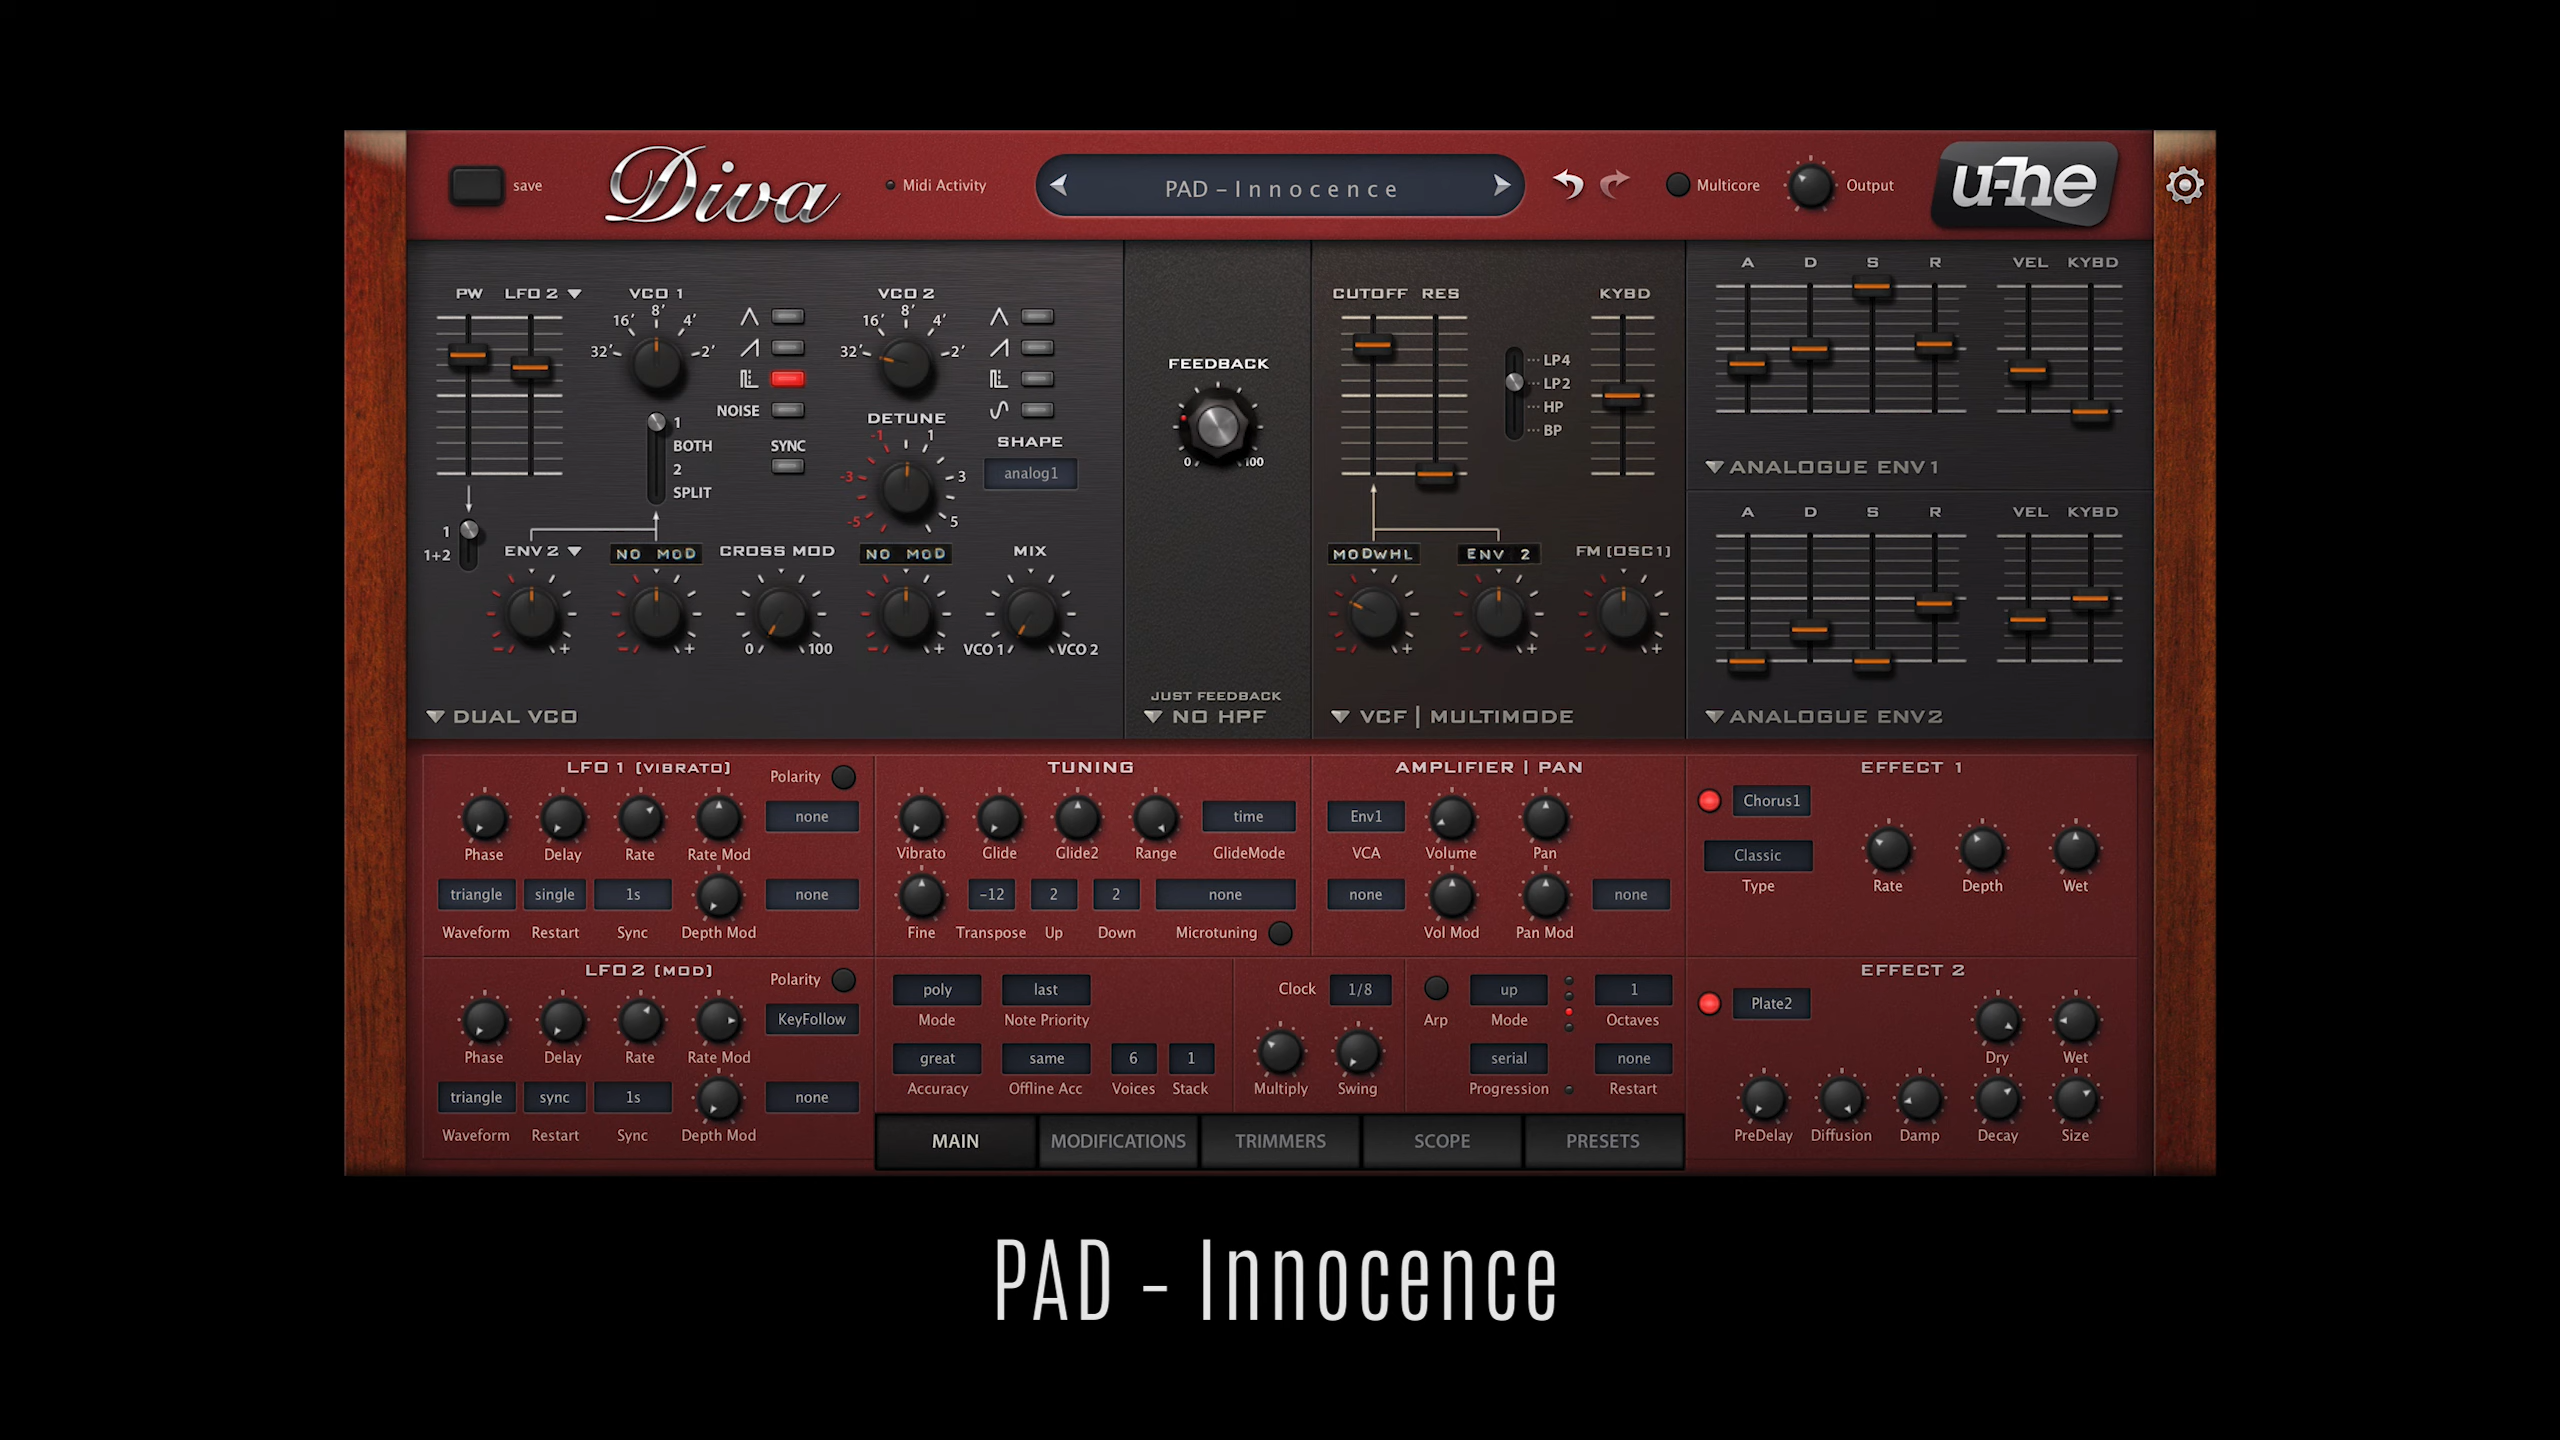 save
Diva
Midi Activity
PAD – Innocence
Multicore
Output
u-he
PW LFO 2
VCO 1
32' 16' 8' 4' 2'
NOISE
SYNC
1
BOTH
2
SPLIT
VCO 2
32' 16' 8' 4' 2'
DETUNE
-5 -3 -1 1 3 5
SHAPE
analog1
1
1+2
ENV 2
NO MOD
CROSS MOD
NO MOD
MIX
- +
- +
0 100
- +
VCO 1 VCO 2
DUAL VCO
FEEDBACK
0 100
JUST FEEDBACK
NO HPF
CUTOFF RES
KYBD
LP4
LP2
HP
BP
MODWHL
ENV 2
FM [OSC1]
- +
- +
- +
VCF | MULTIMODE
A D S R VEL KYBD
ANALOGUE ENV1
A D S R VEL KYBD
ANALOGUE ENV2
LFO 1 [VIBRATO]
Polarity
none
Phase Delay Rate Rate Mod
triangle single 1s none
Waveform Restart Sync Depth Mod
LFO 2 [MOD]
Polarity
KeyFollow
Phase Delay Rate Rate Mod
triangle sync 1s none
Waveform Restart Sync Depth Mod
TUNING
time
Vibrato Glide Glide2 Range GlideMode
-12 2 2 none
Fine Transpose Up Down Microtuning
AMPLIFIER | PAN
Env1
VCA Volume Pan
none none
Vol Mod Pan Mod
poly last
Mode Note Priority
great same 6 1
Accuracy Offline Acc Voices Stack
Clock 1/8
Multiply Swing
up 1
Arp Mode Octaves
serial none
Progression Restart
MAIN MODIFICATIONS TRIMMERS SCOPE PRESETS
EFFECT 1
Chorus1
Classic
Type Rate Depth Wet
EFFECT 2
Plate2
Dry Wet
PreDelay Diffusion Damp Decay Size
PAD – Innocence